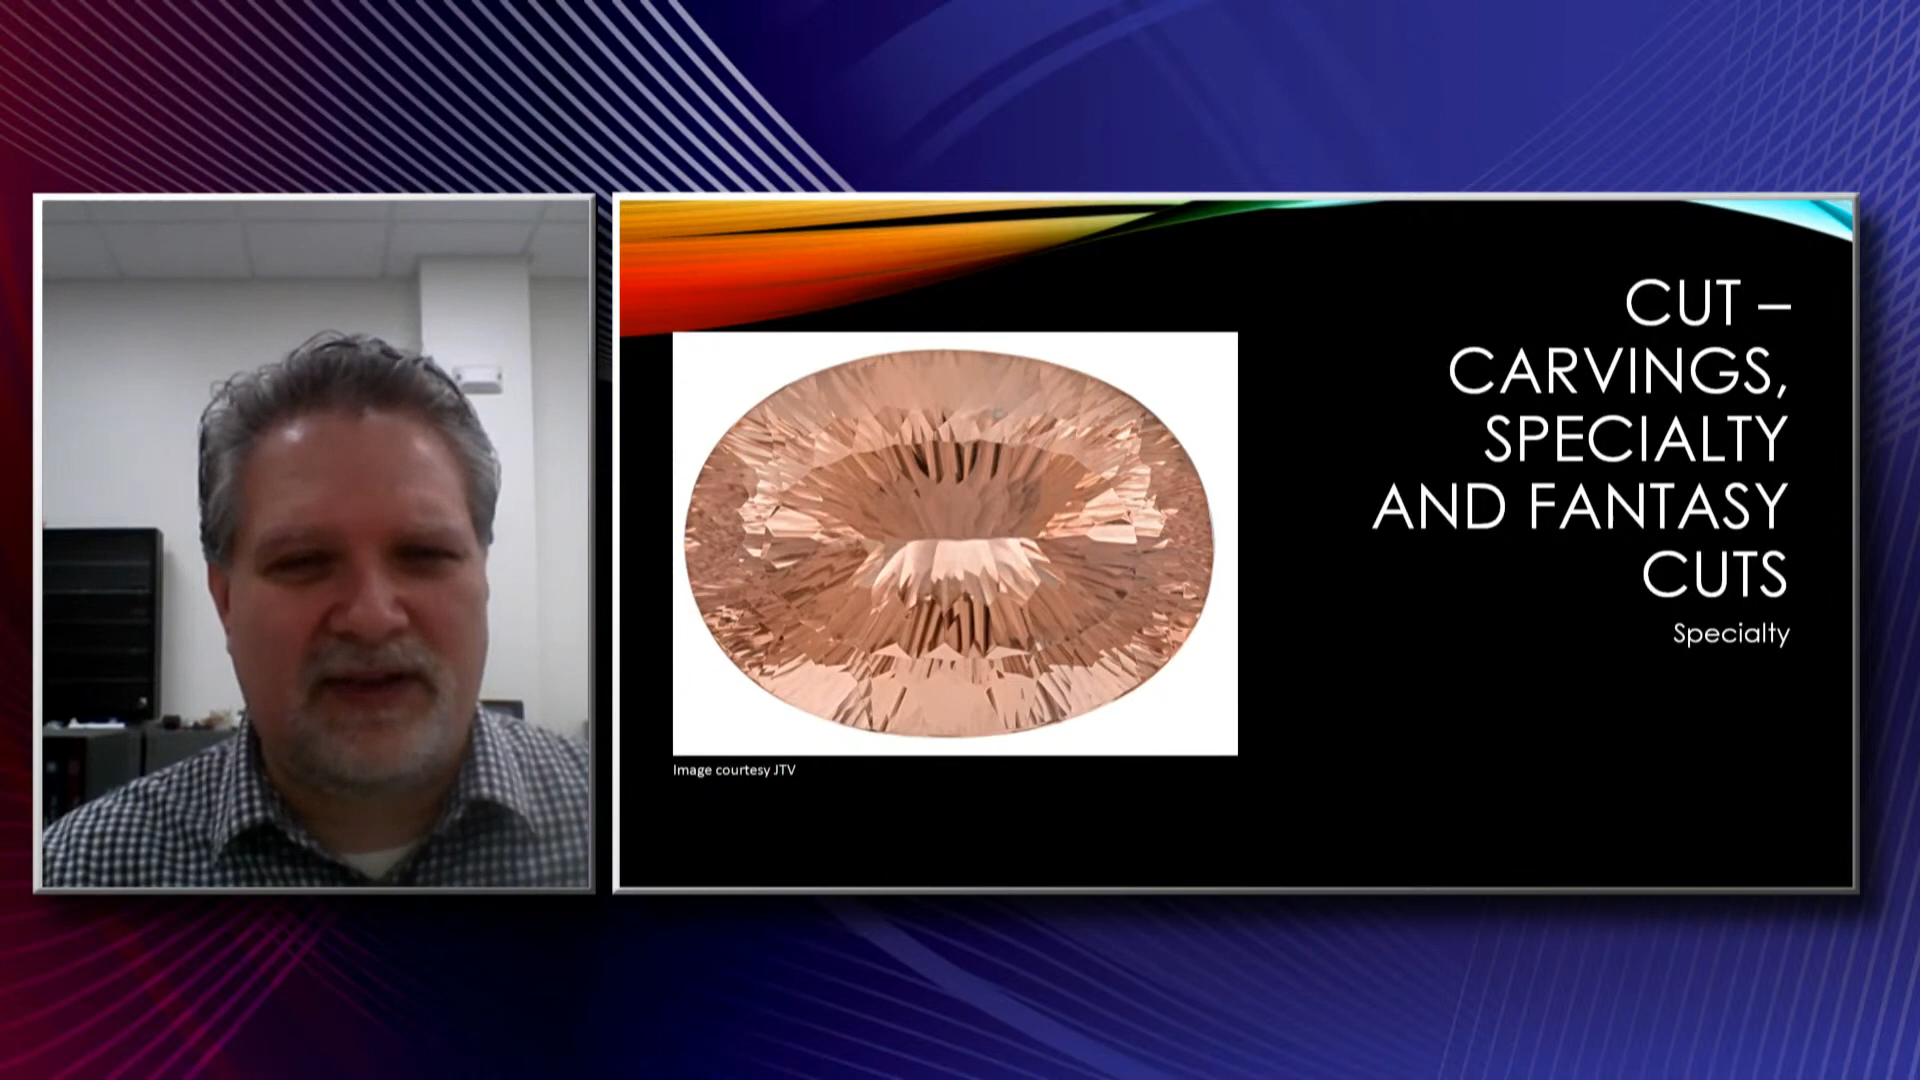 CUT –
CARVINGS,
SPECIALTY
AND FANTASY
CUTS
Specialty
Image courtesy JTV